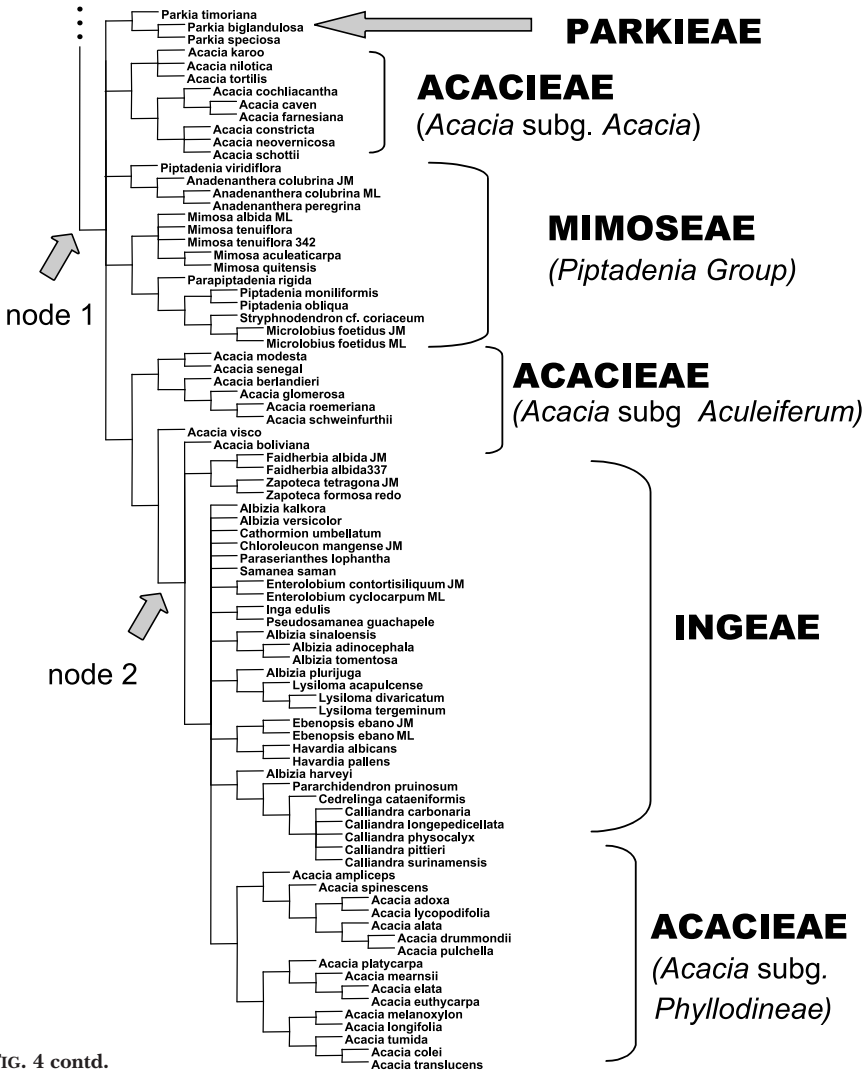 Parkia timoriana
Parkia biglandulosa
Parkia speciosa
PARKIEAE
Acacia karoo
Acacia nilotica
Acacia tortilis
Acacia cochliacantha
Acacia caven
Acacia farnesiana
Acacia constricta
Acacia neovernicosa
Acacia schottii
ACACIEAE
(Acacia subg. Acacia)
Piptadenia viridiflora
Anadenanthera colubrina JM
Anadenanthera colubrina ML
Anadenanthera peregrina
Mimosa albida ML
Mimosa tenuiflora
Mimosa tenuiflora 342
Mimosa aculeaticarpa
Mimosa quitensis
Parapiptadenia rigida
Piptadenia moniliformis
Piptadenia obliqua
Stryphnodendron cf. coriaceum
Microlobius foetidus JM
Microlobius foetidus ML
MIMOSEAE
(Piptadenia Group)
node 1
Acacia modesta
Acacia senegal
Acacia berlandieri
Acacia glomerosa
Acacia roemeriana
Acacia schweinfurthii
ACACIEAE
(Acacia subg Aculeiferum)
Acacia visco
Acacia boliviana
Faidherbia albida JM
Faidherbia albida337
Zapoteca tetragona JM
Zapoteca formosa redo
Albizia kalkora
Albizia versicolor
Cathormion umbellatum
Chloroleucon mangense JM
Paraserianthes lophantha
Samanea saman
Enterolobium contortisiliquum JM
Enterolobium cyclocarpum ML
Inga edulis
Pseudosamanea guachapele
Albizia sinaloensis
Albizia adinocephala
Albizia tomentosa
Albizia plurijuga
Lysiloma acapulcense
Lysiloma divaricatum
Lysiloma tergeminum
Ebenopsis ebano JM
Ebenopsis ebano ML
Havardia albicans
Havardia pallens
Albizia harveyi
Pararchidendron pruinosum
Cedrelinga cataeniformis
Calliandra carbonaria
Calliandra longepedicellata
Calliandra physocalyx
Calliandra pittieri
Calliandra surinamensis
INGEAE
node 2
Acacia ampliceps
Acacia spinescens
Acacia adoxa
Acacia lycopodifolia
Acacia alata
Acacia drummondii
Acacia pulchella
Acacia platycarpa
Acacia mearnsii
Acacia elata
Acacia euthycarpa
Acacia melanoxylon
Acacia longifolia
Acacia tumida
Acacia colei
Acacia translucens
ACACIEAE
(Acacia subg.
Phyllodineae)
FIG. 4 contd.